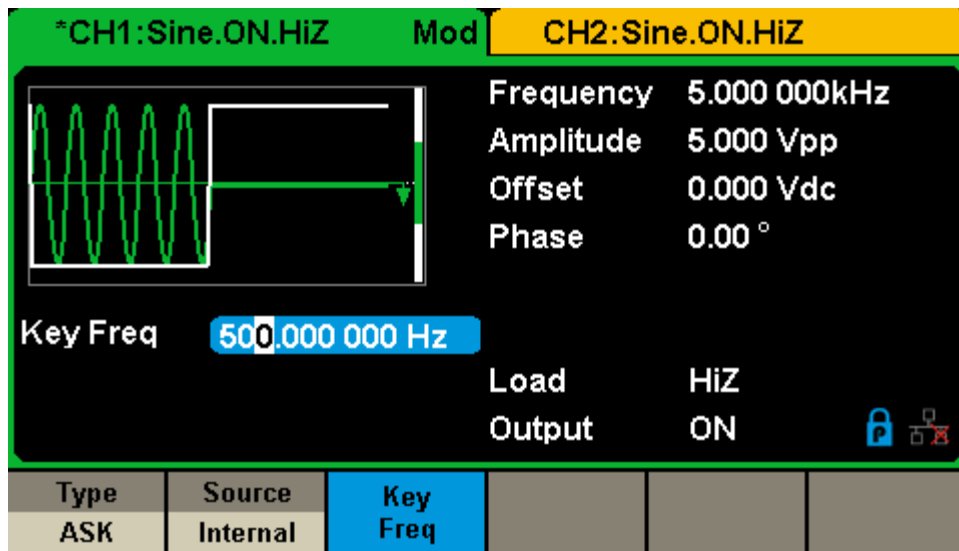 *CH1:Sine.ON.HiZ Mod CH2:Sine.ON.HiZ
Frequency 5.000 000kHz
Amplitude 5.000 Vpp
Offset 0.000 Vdc
Phase 0.00 °
Key Freq 500.000 000 Hz
Load HiZ
Output ON P
Type Source Key
ASK Internal Freq